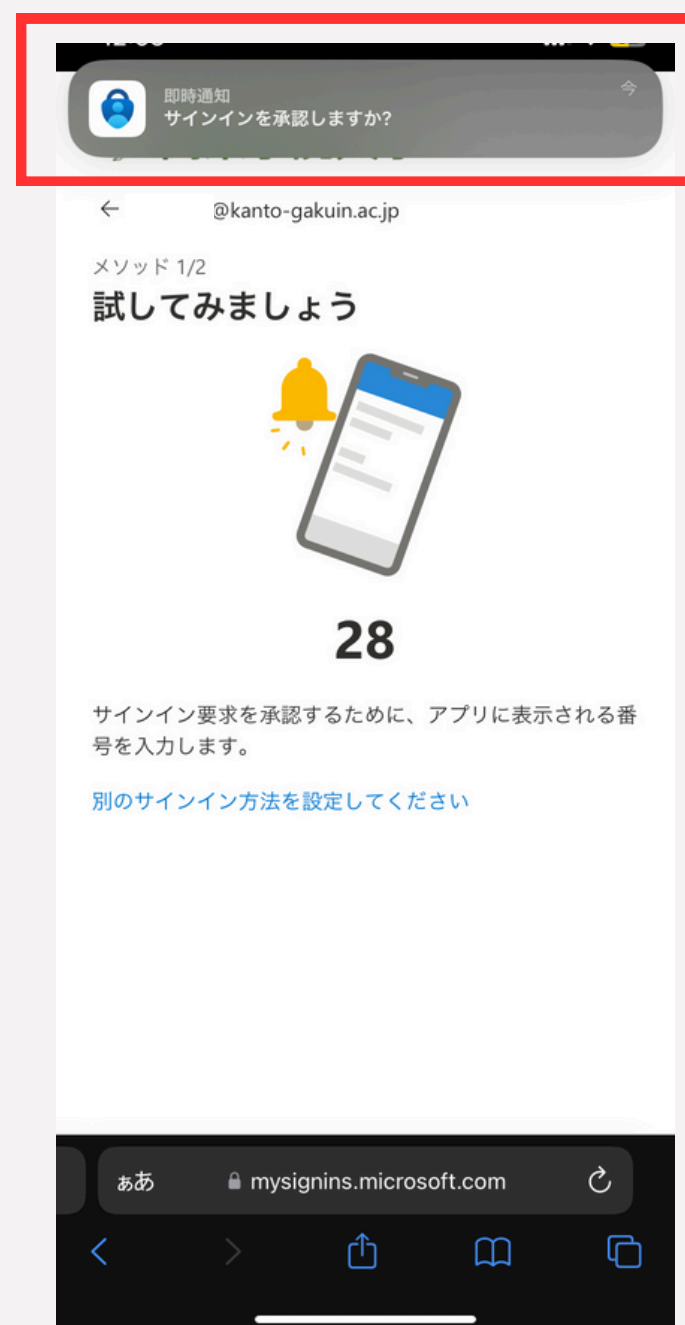 即時通知
今
サインインを承認しますか?
@kanto-gakuin.ac.jp
メソッド 1/2
試してみましょう
28
サインイン要求を承認するために、アプリに表示される番
号を入力します。
別のサインイン方法を設定してください
ぁあ
mysignins.microsoft.com